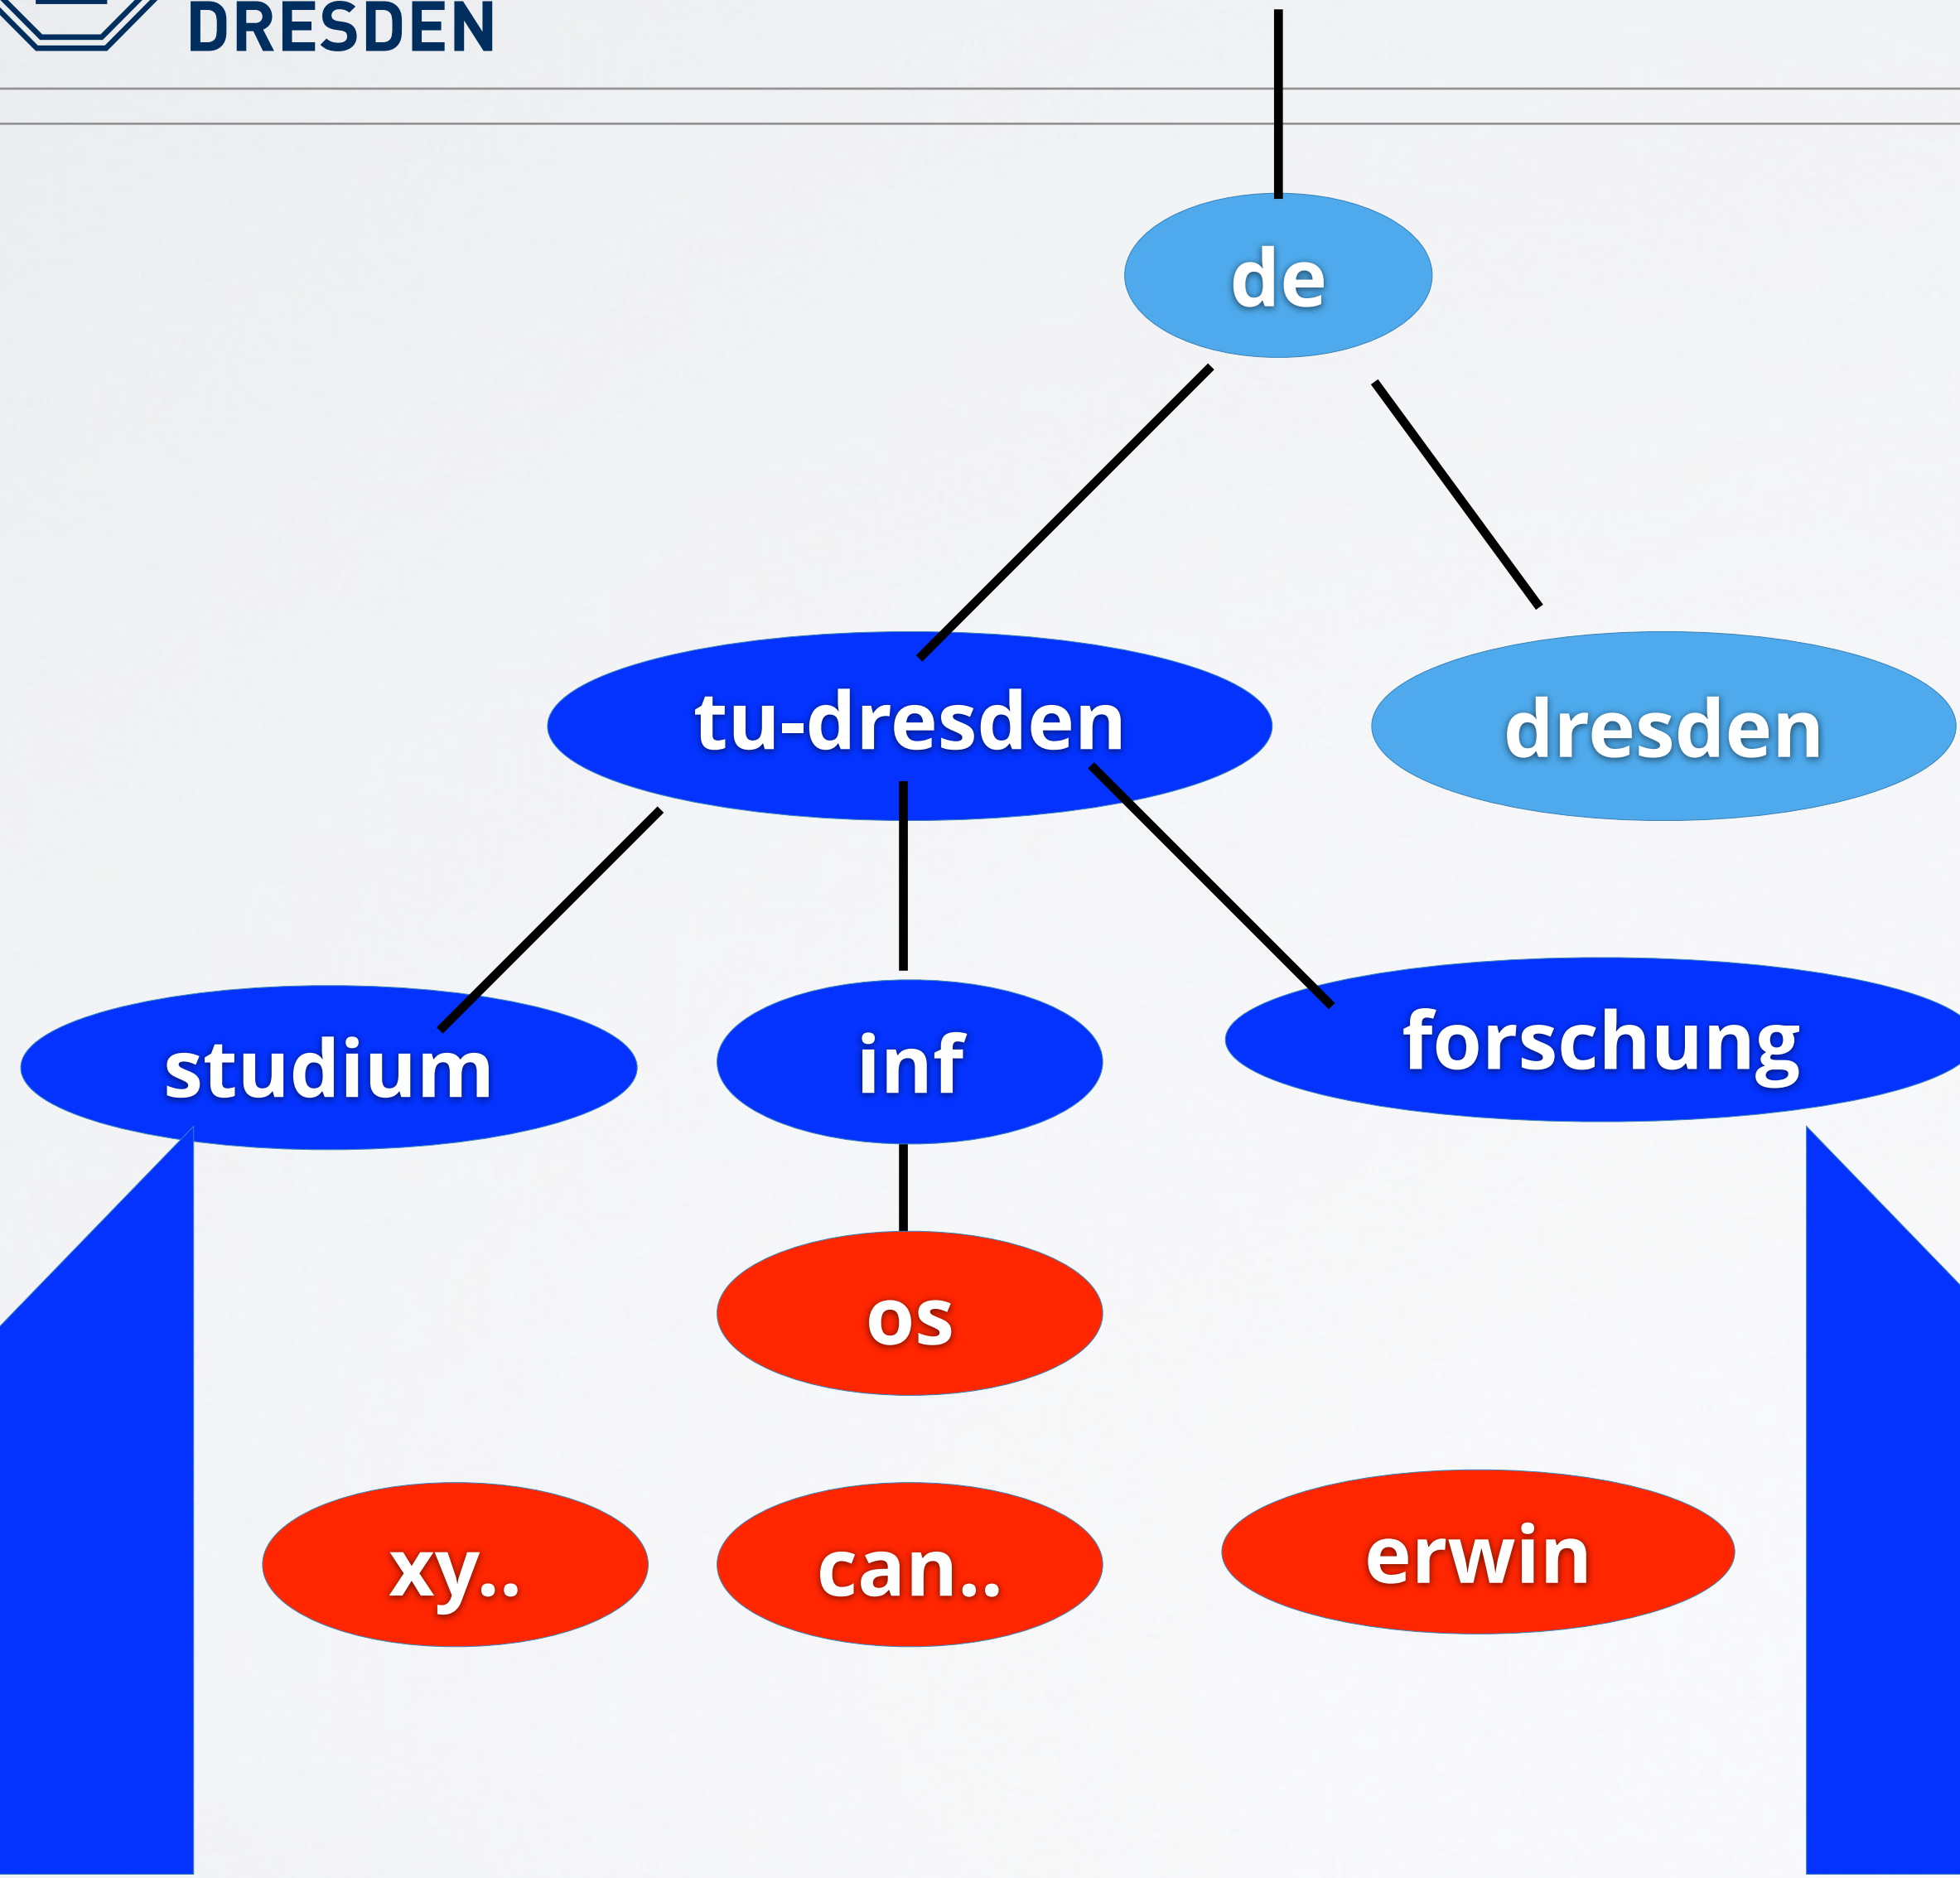 DRESDEN
de
tu-dresden
dresden
studium
inf
forschung
os
xy..
can..
erwin